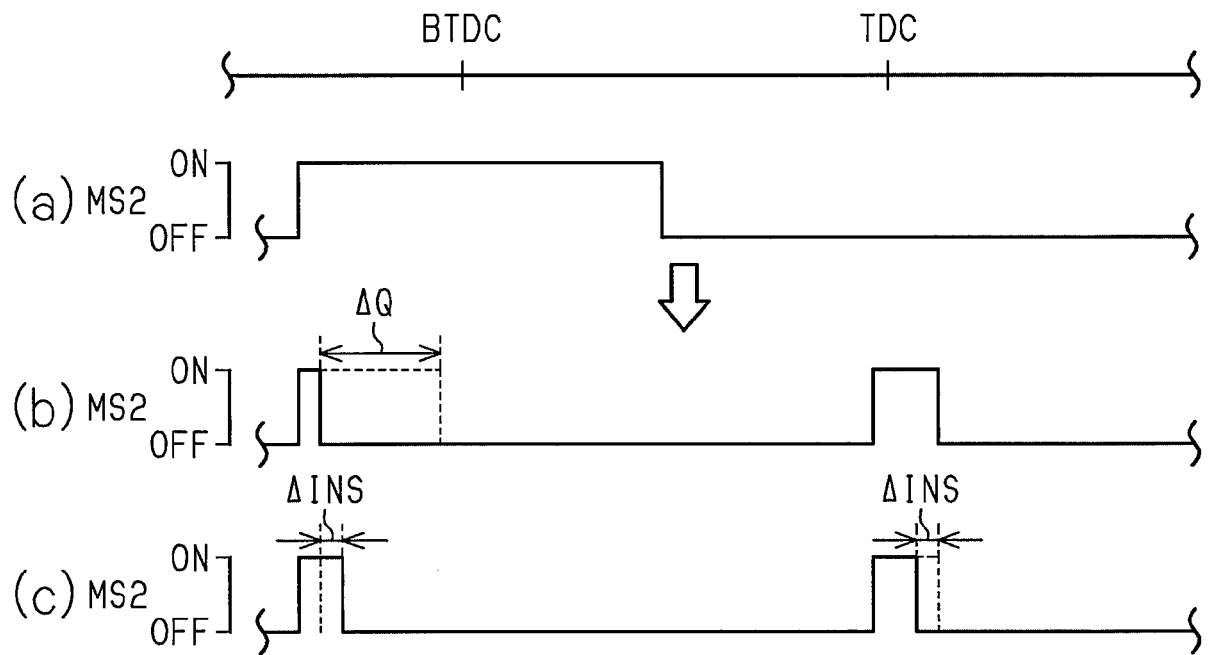 BTDC TDC
ON
(a) MS2
OFF
ΔQ
ON
(b) MS2
OFF
ΔINS ΔINS
ON
(c) MS2
OFF